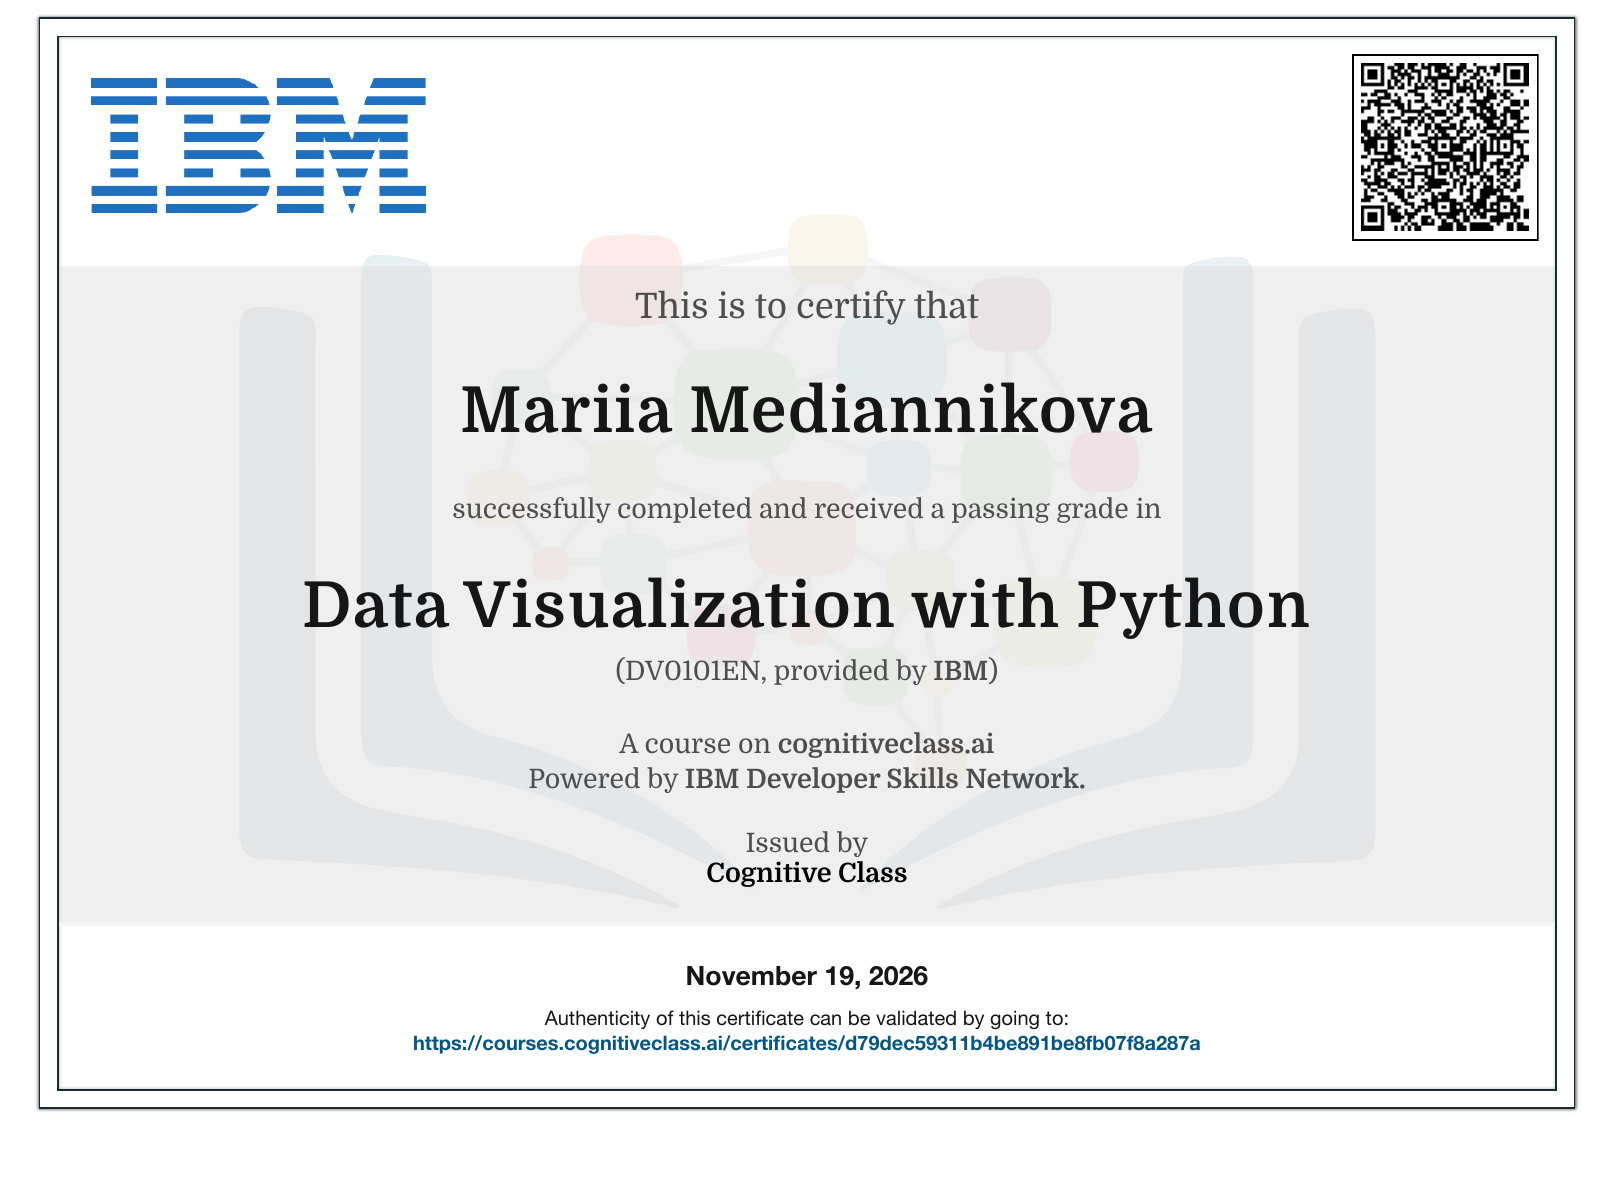 IBM
This is to certify that
Mariia Mediannikova
successfully completed and received a passing grade in
Data Visualization with Python
(DV0101EN, provided by IBM)
A course on cognitiveclass.ai
Powered by IBM Developer Skills Network.
Issued by
Cognitive Class
November 19, 2026
Authenticity of this certificate can be validated by going to:
https://courses.cognitiveclass.ai/certificates/d79dec59311b4be891be8fb07f8a287a